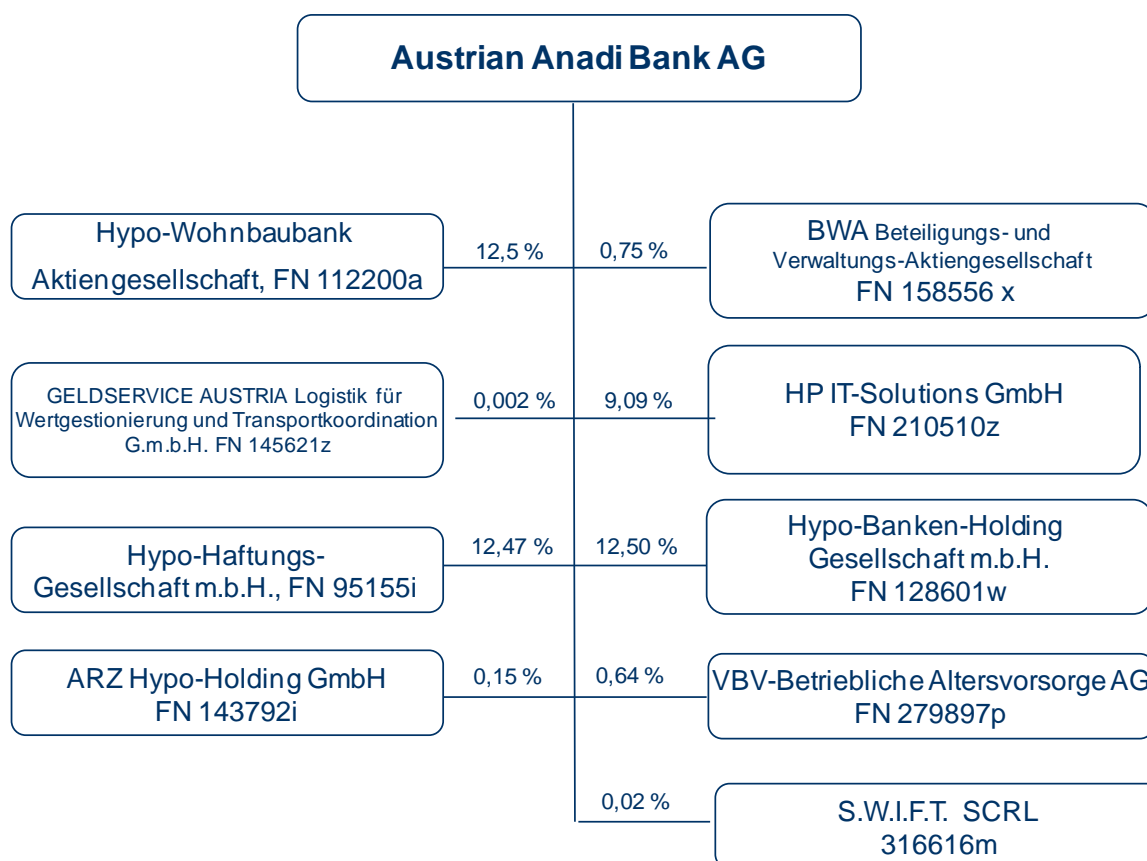 Austrian Anadi Bank AG
Hypo-Wohnbaubank
Aktiengesellschaft, FN 112200a
12,5 %
0,75 %
BWA Beteiligungs- und
Verwaltungs-Aktiengesellschaft
FN 158556 x
GELDSERVICE AUSTRIA Logistik für
Wertgestionierung und Transportkoordination
G.m.b.H. FN 145621z
0,002 %
9,09 %
HP IT-Solutions GmbH
FN 210510z
Hypo-Haftungs-
Gesellschaft m.b.H., FN 95155i
12,47 %
12,50 %
Hypo-Banken-Holding
Gesellschaft m.b.H.
FN 128601w
ARZ Hypo-Holding GmbH
FN 143792i
0,15 %
0,64 %
VBV-Betriebliche Altersvorsorge AG
FN 279897p
0,02 %
S.W.I.F.T. SCRL
316616m